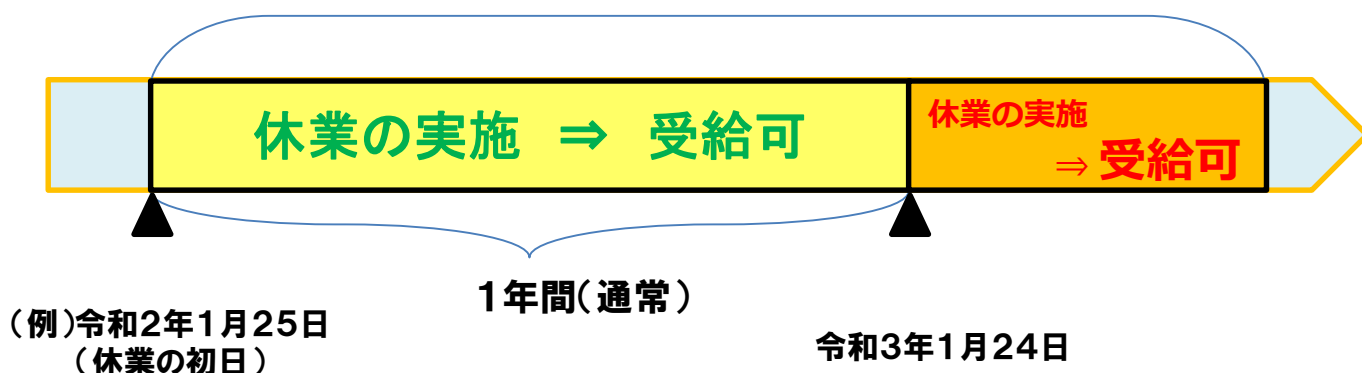 休業の実施 ⇒ 受給可
休業の実施
⇒ 受給可
1年間(通常)
(例)令和2年1月25日
(休業の初日)
令和3年1月24日